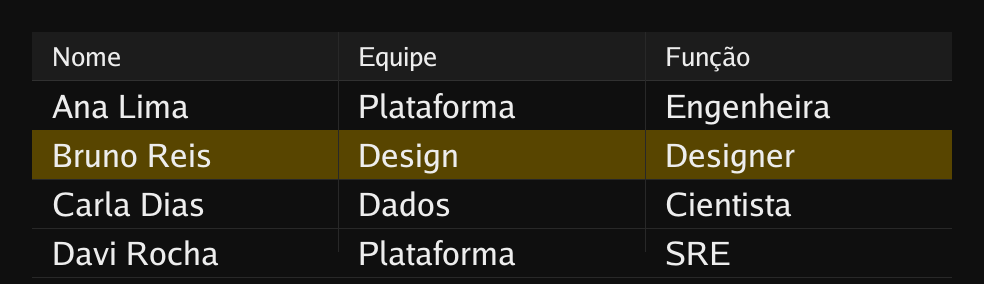 Nome Equipe Função
Ana Lima Plataforma Engenheira
Bruno Reis Design Designer
Carla Dias Dados Cientista
Davi Rocha Plataforma SRE